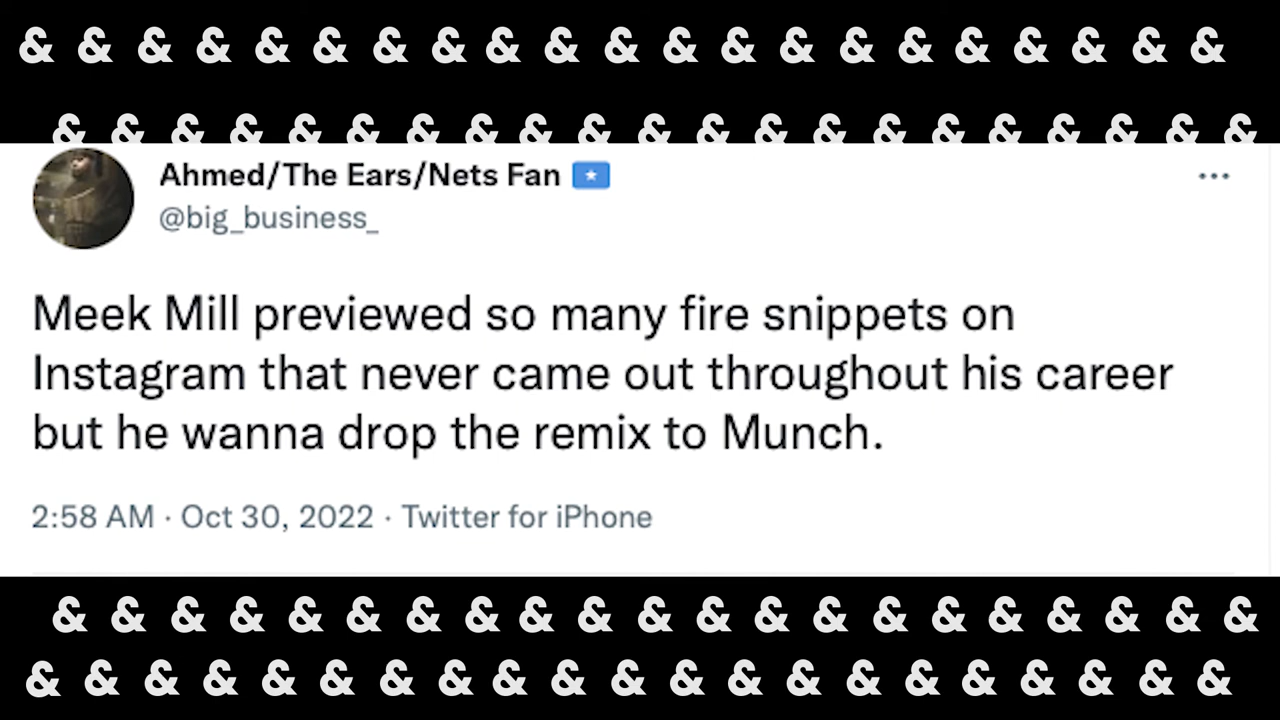 & & & & & & & & & & & & & & & & & & & & &
& & & & & & & & & & & & & & & & & & & & &
Ahmed/The Ears/Nets Fan 🇸🇴
@big_business_
Meek Mill previewed so many fire snippets on
Instagram that never came out throughout his career
but he wanna drop the remix to Munch.
2:58 AM · Oct 30, 2022 · Twitter for iPhone
& & & & & & & & & & & & & & & & & & & & &
& & & & & & & & & & & & & & & & & & & & &